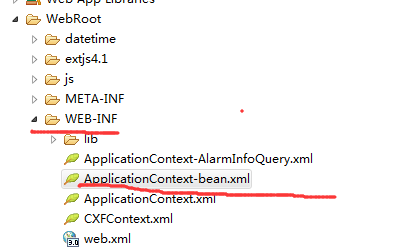 Web App Libraries
WebRoot
datetime
extjs4.1
js
META-INF
WEB-INF
lib
ApplicationContext-AlarmInfoQuery.xml
ApplicationContext-bean.xml
ApplicationContext.xml
CXFContext.xml
web.xml